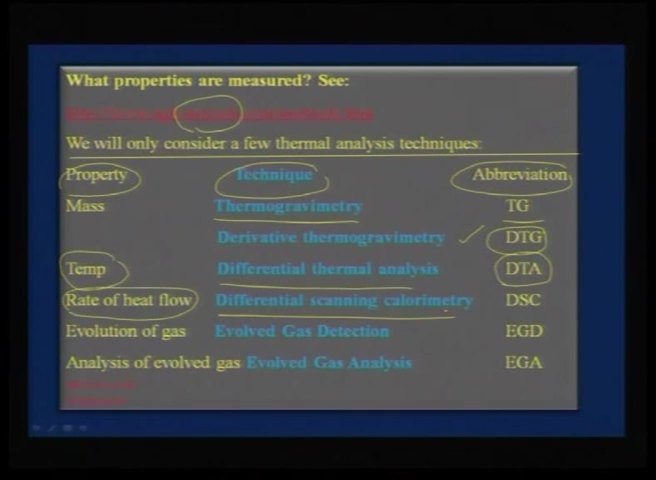 What properties are measured? See:
We will only consider a few thermal analysis techniques:
Property Technique Abbreviation
Mass Thermogravimetry TG
Derivative thermogravimetry DTG
Temp Differential thermal analysis DTA
Rate of heat flow Differential scanning calorimetry DSC
Evolution of gas Evolved Gas Detection EGD
Analysis of evolved gas Evolved Gas Analysis EGA